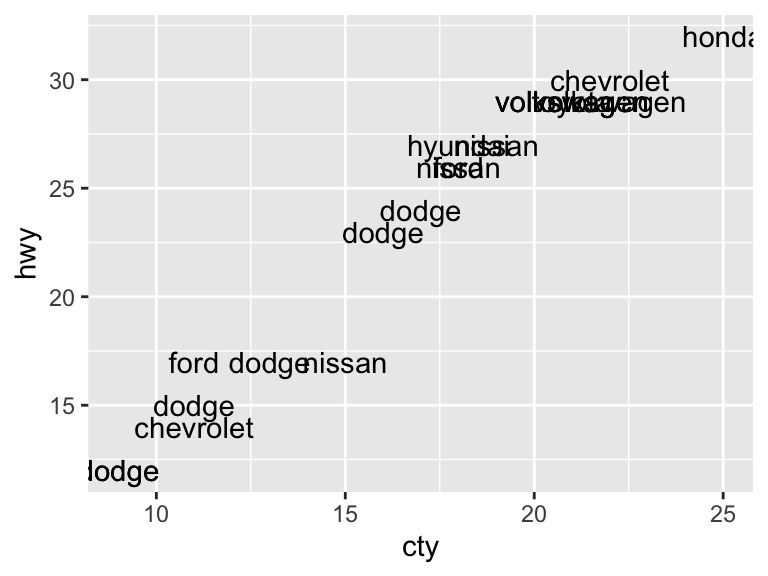 honda
30
chevrolet
volkswagen
volkswagen
hyundai
nissan
nissan
ford
25
dodge
dodge
hwy
20
ford
dodge
nissan
15
dodge
chevrolet
dodge
10
15
20
25
cty